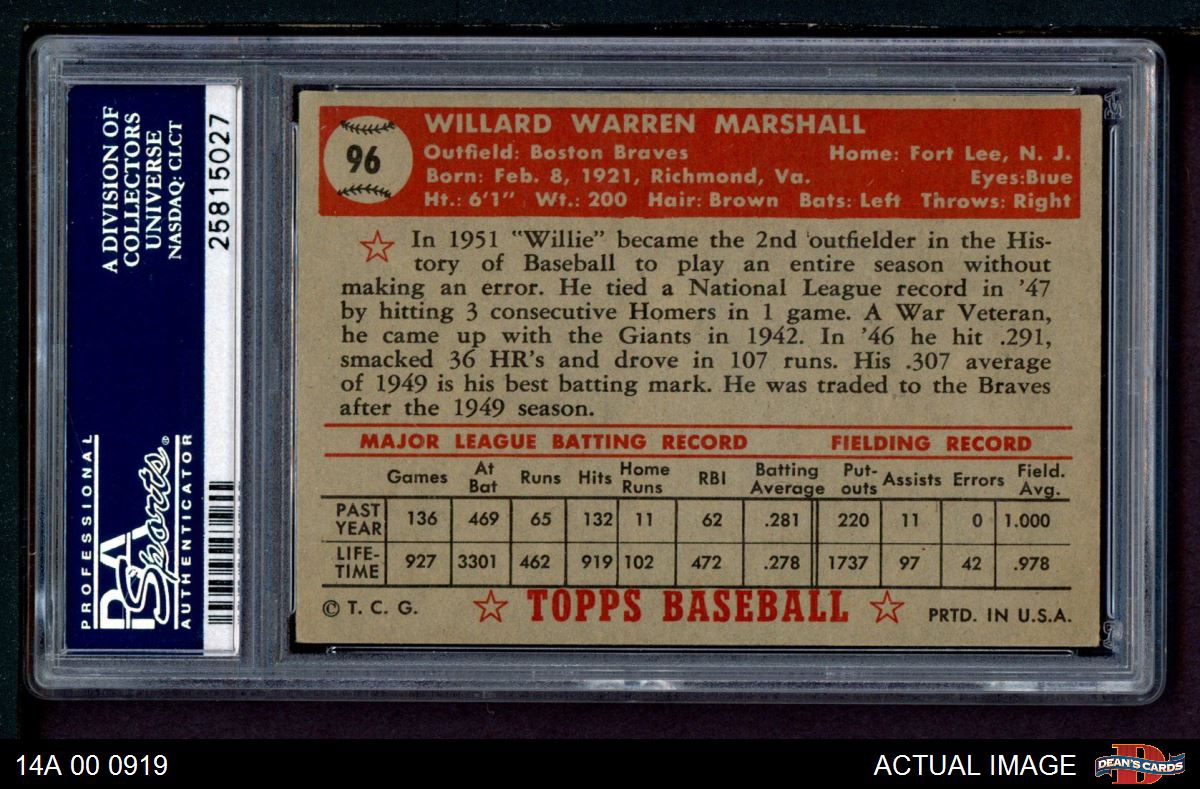 A DIVISION OF
COLLECTORS
UNIVERSE
NASDAQ: CLCT
25815027
PROFESSIONAL
PSA
Sports®
AUTHENTICATOR
96
WILLARD WARREN MARSHALL
Outfield: Boston Braves Home: Fort Lee, N. J.
Born: Feb. 8, 1921, Richmond, Va. Eyes:Blue
Ht.: 6'1" Wt.: 200 Hair: Brown Bats: Left Throws: Right
In 1951 "Willie" became the 2nd outfielder in the His-
tory of Baseball to play an entire season without
making an error. He tied a National League record in '47
by hitting 3 consecutive Homers in 1 game. A War Veteran,
he came up with the Giants in 1942. In '46 he hit .291,
smacked 36 HR's and drove in 107 runs. His .307 average
of 1949 is his best batting mark. He was traded to the Braves
after the 1949 season.
MAJOR LEAGUE BATTING RECORD FIELDING RECORD
Games At Bat Runs Hits Home Runs RBI Batting Average Put-outs Assists Errors Field. Avg.
PAST YEAR 136 469 65 132 11 62 .281 220 11 0 1.000
LIFE-TIME 927 3301 462 919 102 472 .278 1737 97 42 .978
© T. C. G. TOPPS BASEBALL PRTD. IN U.S.A.
14A 00 0919 ACTUAL IMAGE
D
DEAN'S CARDS